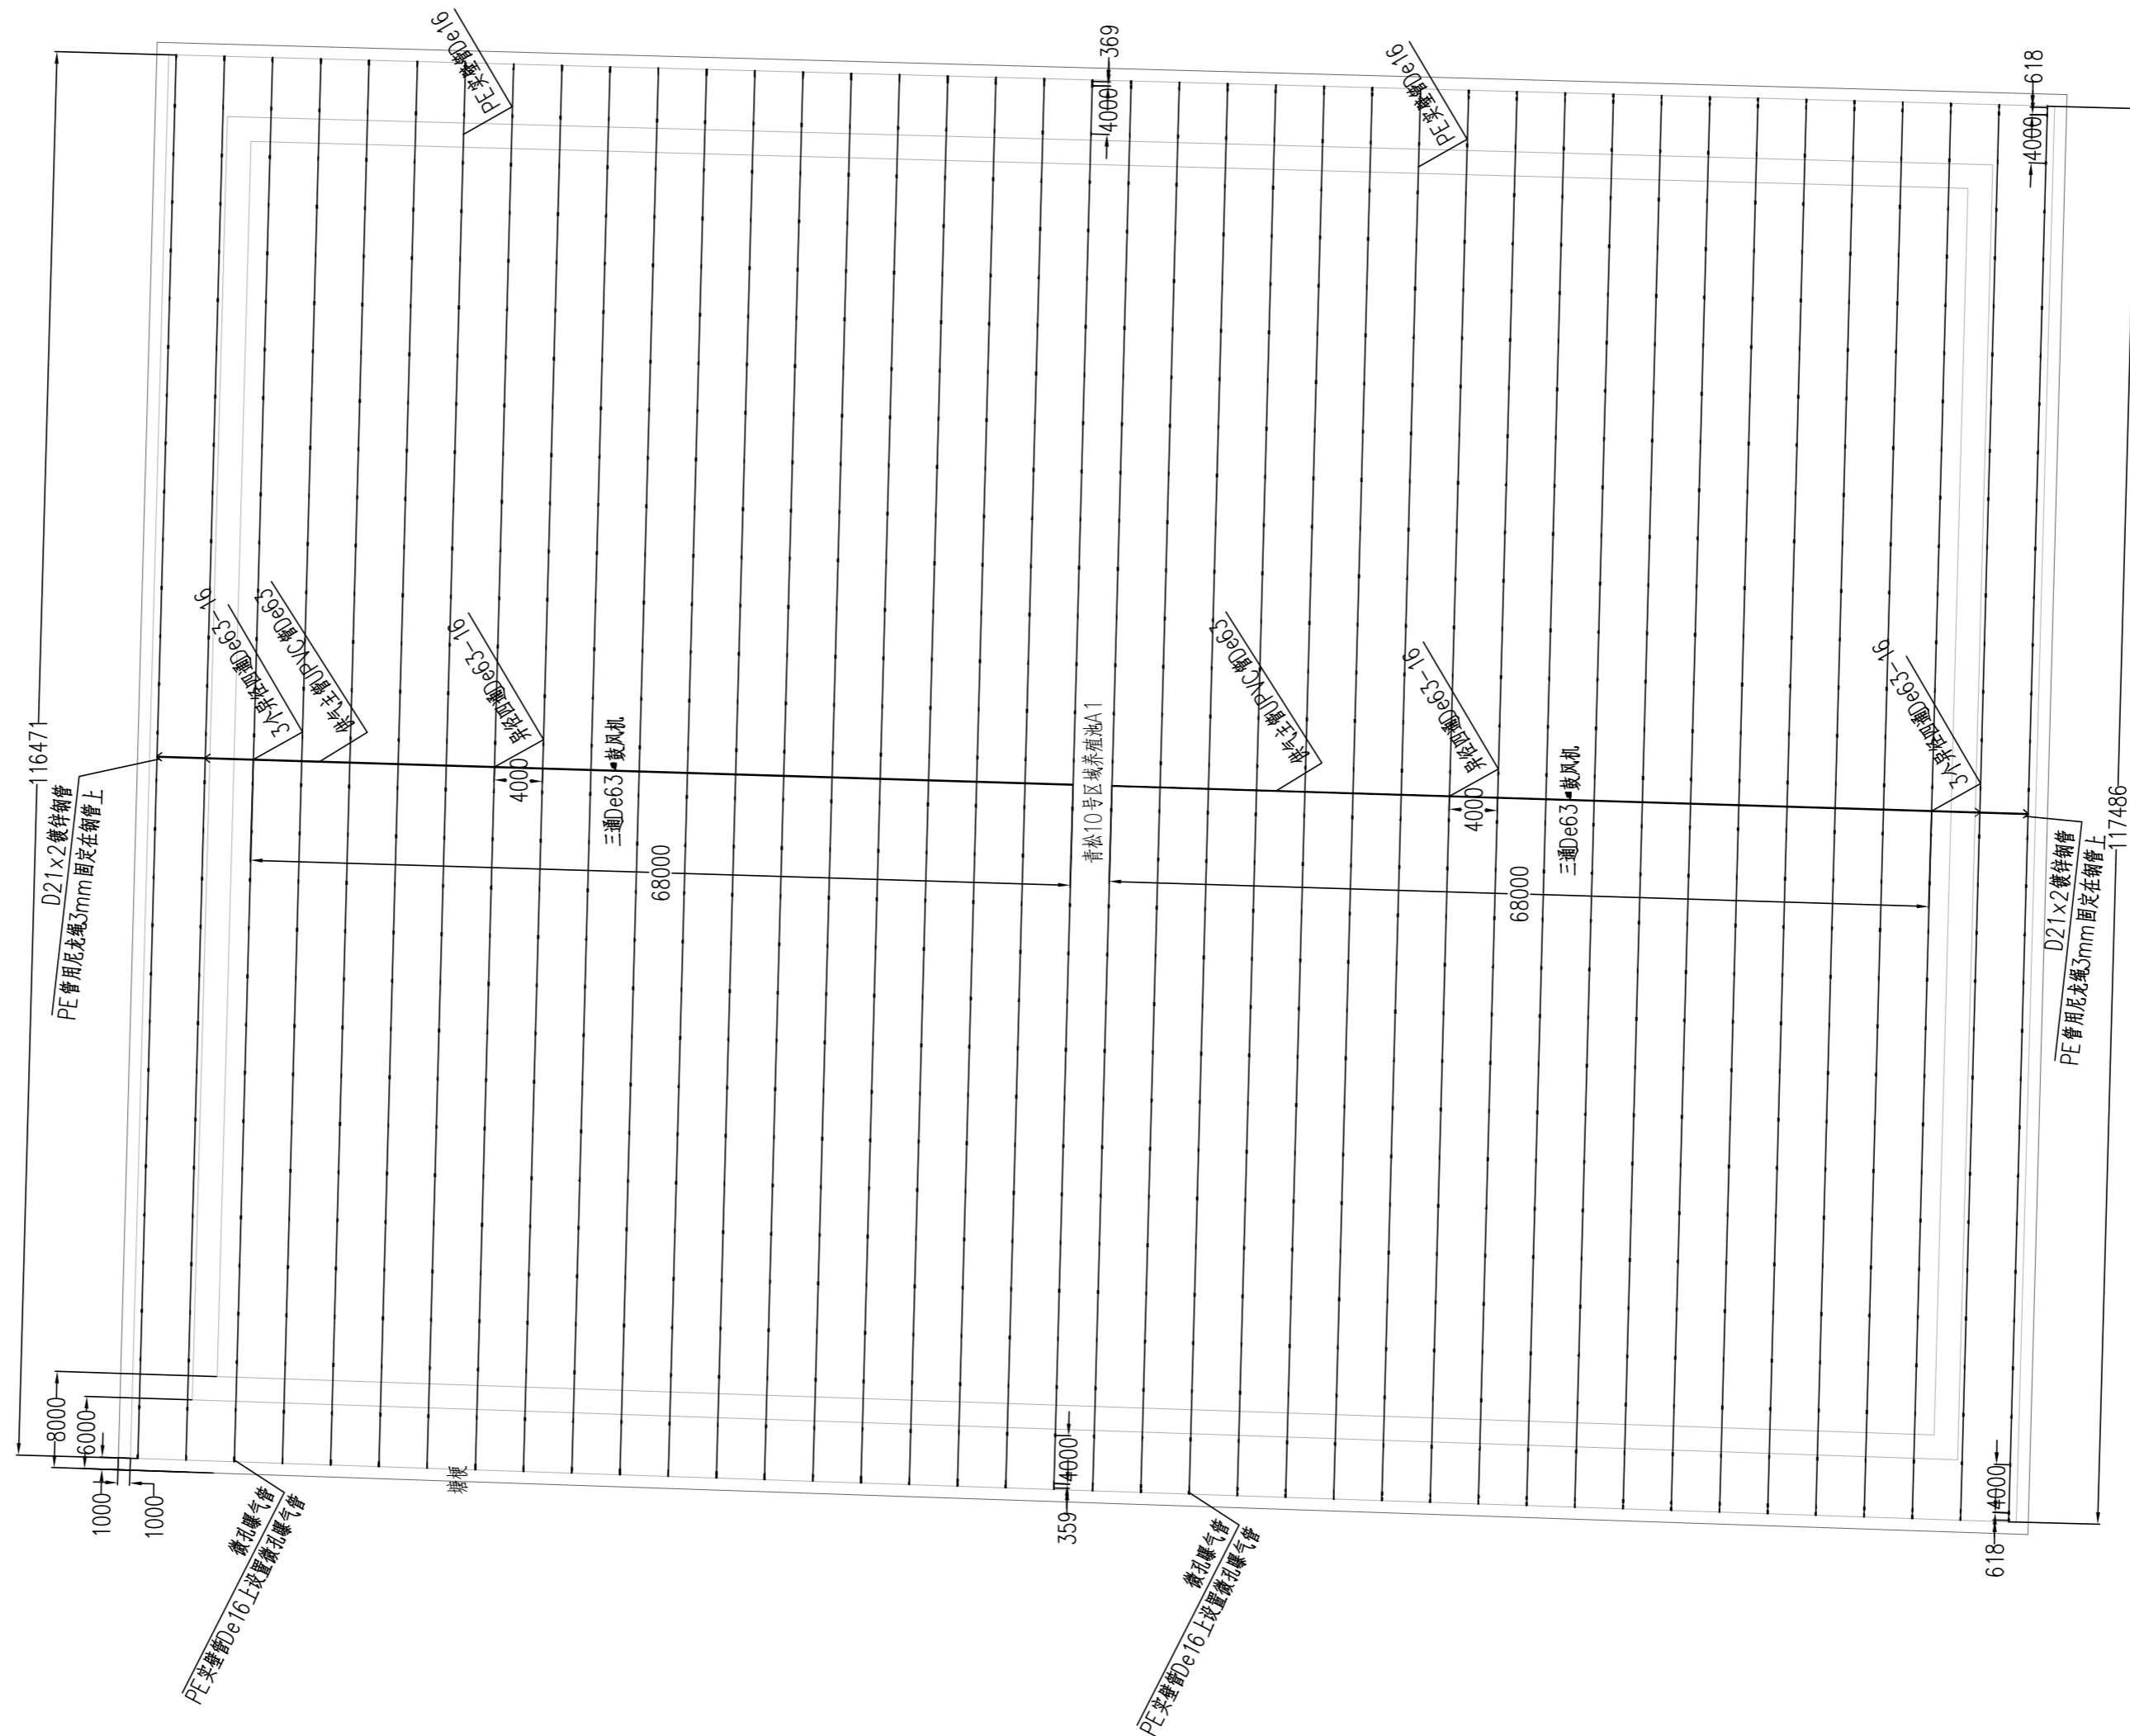 PE实壁管De16
369
4000
PE实壁管De16
618
4000
116471
D21×2镀锌钢管
PE管用尼龙绳3mm固定在钢管上
3个异径四通De63-16
供气主管UPVC管De63
异径四通De63-16
4000
三通De63
鼓风机
68000
青松10号区域养殖池A1
供气主管UPVC管De63
异径四通De63-16
4000
三通De63
鼓风机
68000
3个异径四通De63-16
D21×2镀锌钢管
PE管用尼龙绳3mm固定在钢管上
117486
8000
6000
1000
1000
微孔曝气管
PE实壁管De16上设置微孔曝气管
塘埂
4000
359
微孔曝气管
PE实壁管De16上设置微孔曝气管
4000
618